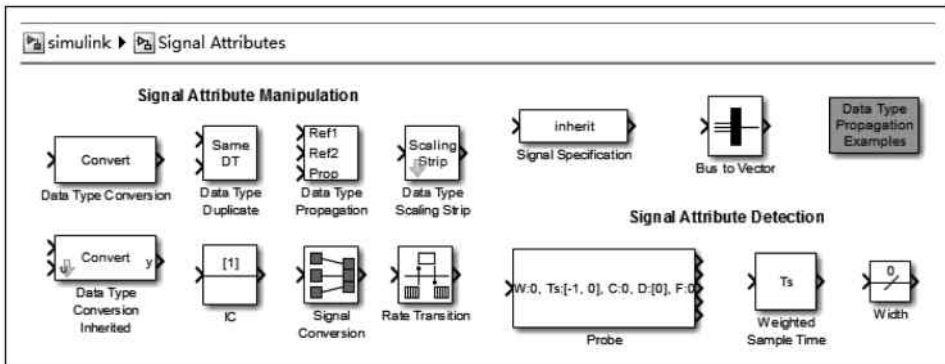 simulink ▶ Signal Attributes
Signal Attribute Manipulation
Convert
Data Type Conversion
Same
DT
Data Type
Duplicate
Ref1
Ref2
Prop
Data Type
Propagation
Scaling
Strip
Data Type
Scaling Strip
inherit
Signal Specification
Bus to Vector
Data Type
Propagation
Examples
Convert
u
y
Data Type
Conversion
Inherited
[1]
IC
Signal
Conversion
Rate Transition
Signal Attribute Detection
W:0, Ts:[-1, 0], C:0, D:[0], F:0
Probe
Ts
Weighted
Sample Time
0
Width